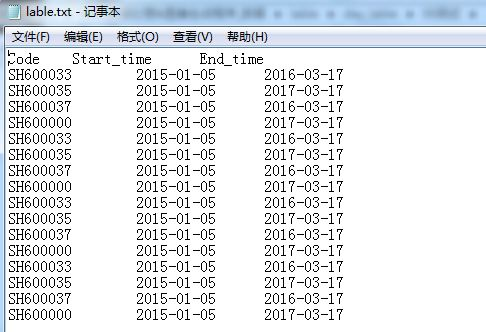 lable.txt - 记事本
文件(F) 编辑(E) 格式(O) 查看(V) 帮助(H)
Code Start_time End_time
SH600033 2015-01-05 2016-03-17
SH600035 2015-01-05 2017-03-17
SH600037 2015-01-05 2016-03-17
SH600000 2015-01-05 2017-03-17
SH600033 2015-01-05 2016-03-17
SH600035 2015-01-05 2017-03-17
SH600037 2015-01-05 2016-03-17
SH600000 2015-01-05 2017-03-17
SH600033 2015-01-05 2016-03-17
SH600035 2015-01-05 2017-03-17
SH600037 2015-01-05 2016-03-17
SH600000 2015-01-05 2017-03-17
SH600033 2015-01-05 2016-03-17
SH600035 2015-01-05 2017-03-17
SH600037 2015-01-05 2016-03-17
SH600000 2015-01-05 2017-03-17